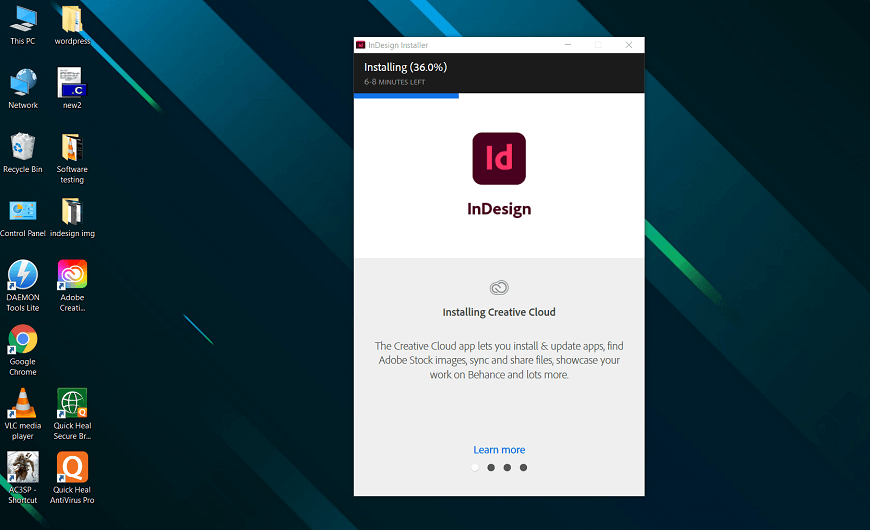 This PC
wordpress
Network
.C
new2
Recycle Bin
Software
testing
Control Panel
indesign img
DAEMON
Tools Lite
Adobe
Creati...
Google
Chrome
VLC media
player
Quick Heal
Secure Br...
AC3SP -
Shortcut
Quick Heal
AntiVirus Pro
InDesign Installer
Installing (36.0%)
6-8 MINUTES LEFT
Id
InDesign
Installing Creative Cloud
The Creative Cloud app lets you install & update apps, find
Adobe Stock images, sync and share files, showcase your
work on Behance and lots more.
Learn more